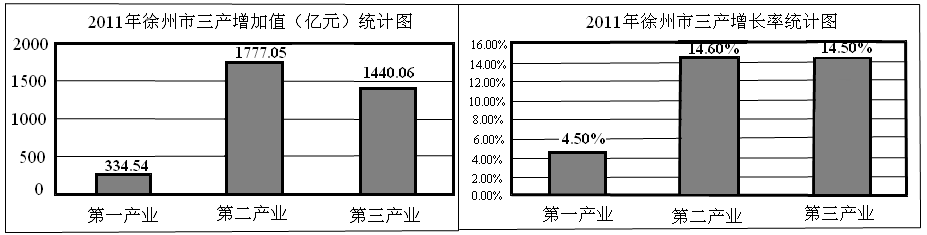 2011年徐州市三产增加值（亿元）统计图
2000
1500
1000
500
0
334.54
1777.05
1440.06
第一产业
第二产业
第三产业
2011年徐州市三产增长率统计图
16.00%
14.00%
12.00%
10.00%
8.00%
6.00%
4.00%
2.00%
0.00%
4.50%
14.60%
14.50%
第一产业
第二产业
第三产业